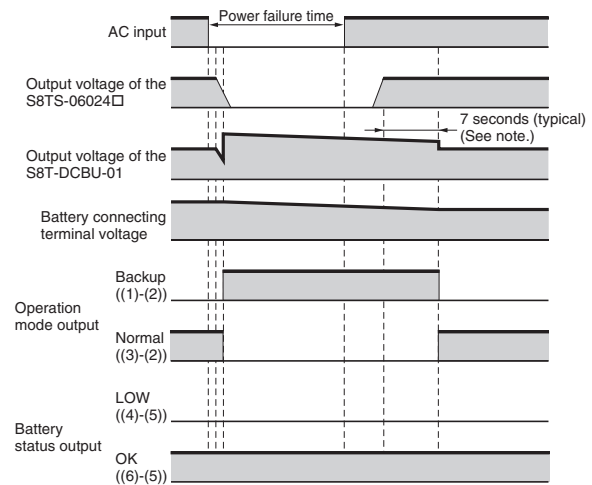 Power failure time
AC input
Output voltage of the
S8TS-06024□
7 seconds (typical)
(See note.)
Output voltage of the
S8T-DCBU-01
Battery connecting
terminal voltage
Operation
mode output
Backup
((1)-(2))
Normal
((3)-(2))
Battery
status output
LOW
((4)-(5))
OK
((6)-(5))